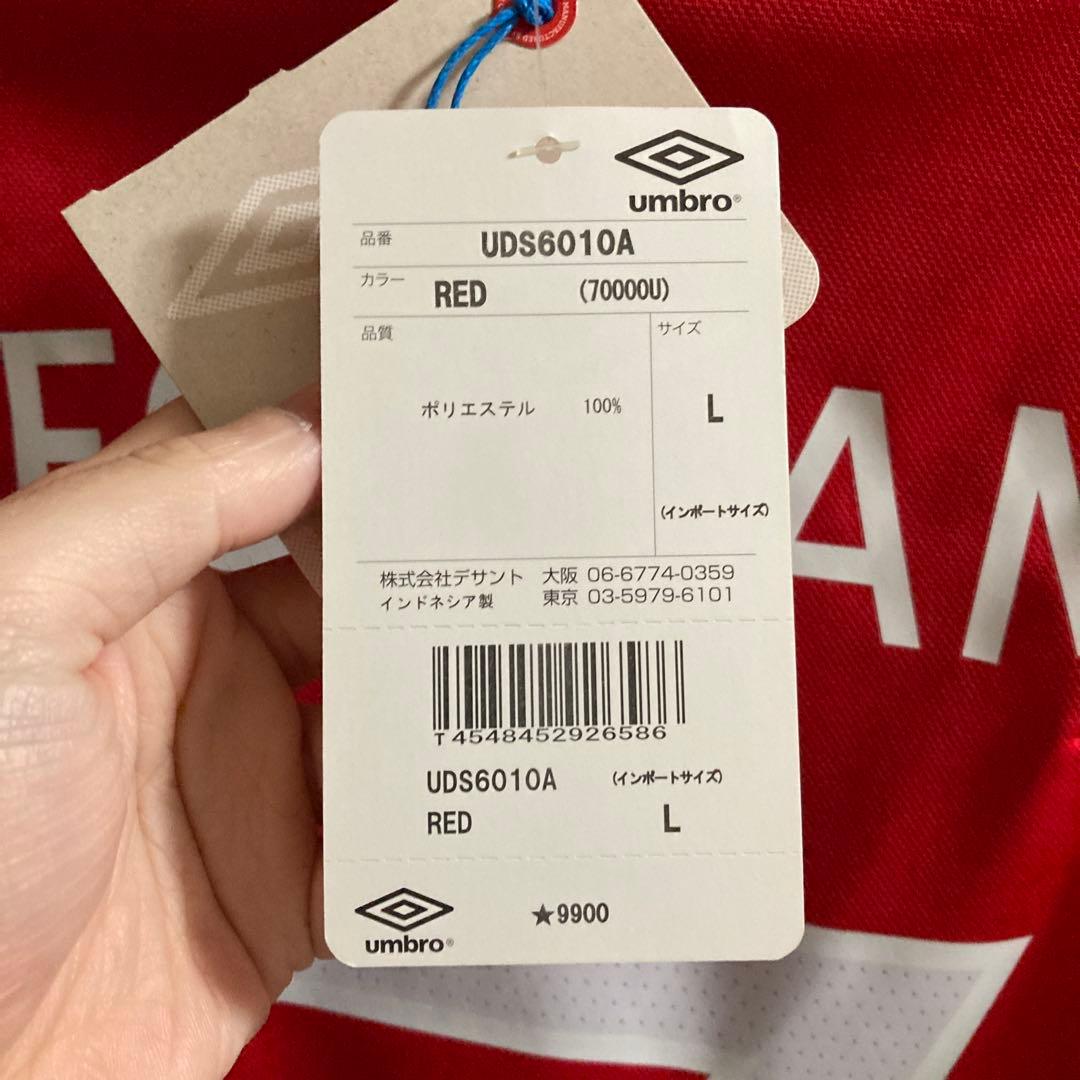 MANUFACTURED
umbro®
品番 UDS6010A
カラー RED (70000U)
品質 サイズ
ポリエステル 100% L
(インポートサイズ)
株式会社デサント 大阪 06-6774-0359
インドネシア製 東京 03-5979-6101
T4548452926586
UDS6010A (インポートサイズ)
RED L
umbro® ★9900
AM